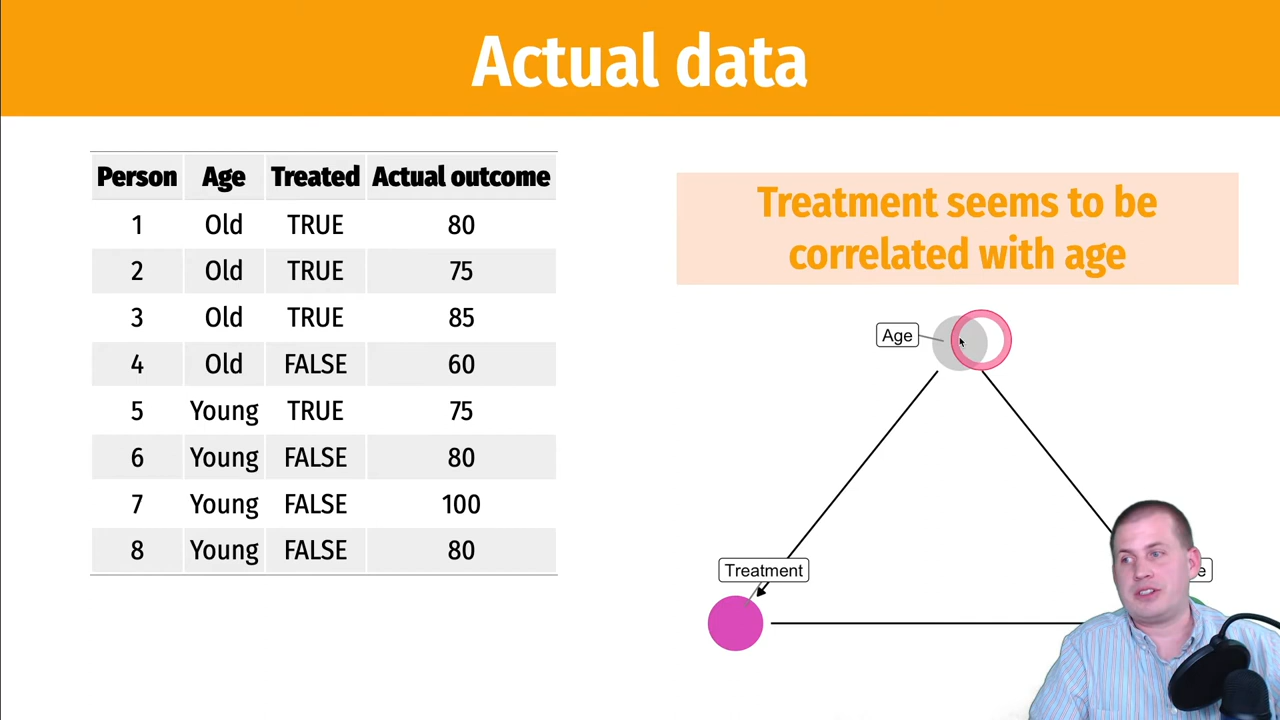 Actual data
Person Age Treated Actual outcome
1 Old TRUE 80
2 Old TRUE 75
3 Old TRUE 85
4 Old FALSE 60
5 Young TRUE 75
6 Young FALSE 80
7 Young FALSE 100
8 Young FALSE 80
Treatment seems to be
correlated with age
Age
Treatment